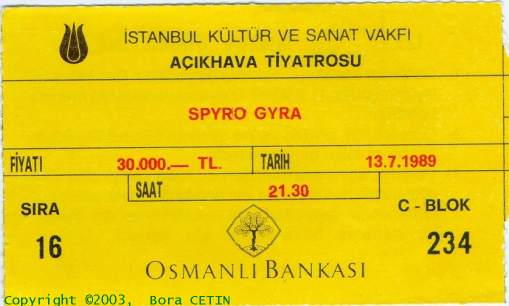 İSTANBUL KÜLTÜR VE SANAT VAKFI
AÇIKHAVA TİYATROSU
SPYRO GYRA
FİYATI 30.000.— TL. TARİH 13.7.1989
SAAT 21.30
SIRA C - BLOK
16 234
OSMANLI BANKASI
Copyright ©2003, Bora CETIN